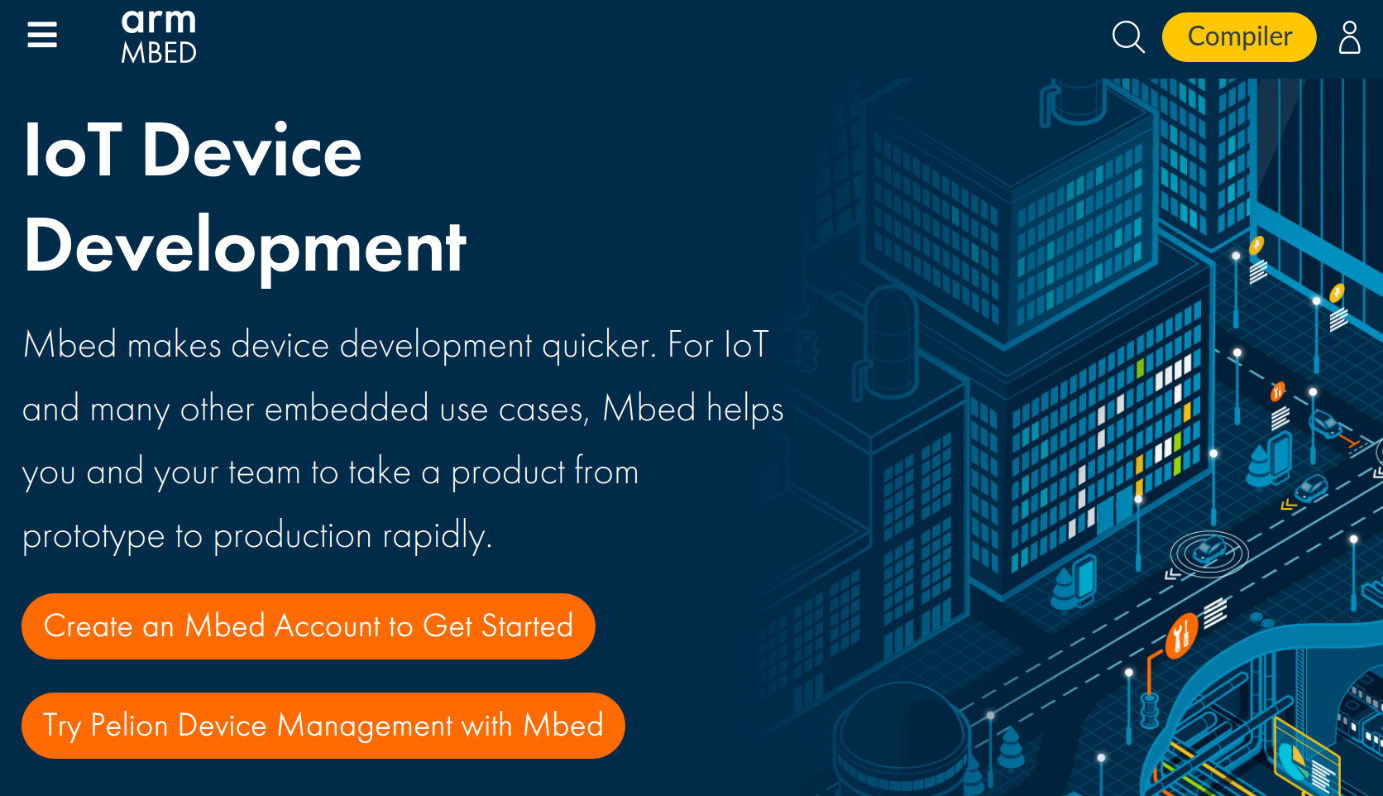 arm
MBED
Compiler
IoT Device
Development
Mbed makes device development quicker. For IoT
and many other embedded use cases, Mbed helps
you and your team to take a product from
prototype to production rapidly.
Create an Mbed Account to Get Started
Try Pelion Device Management with Mbed